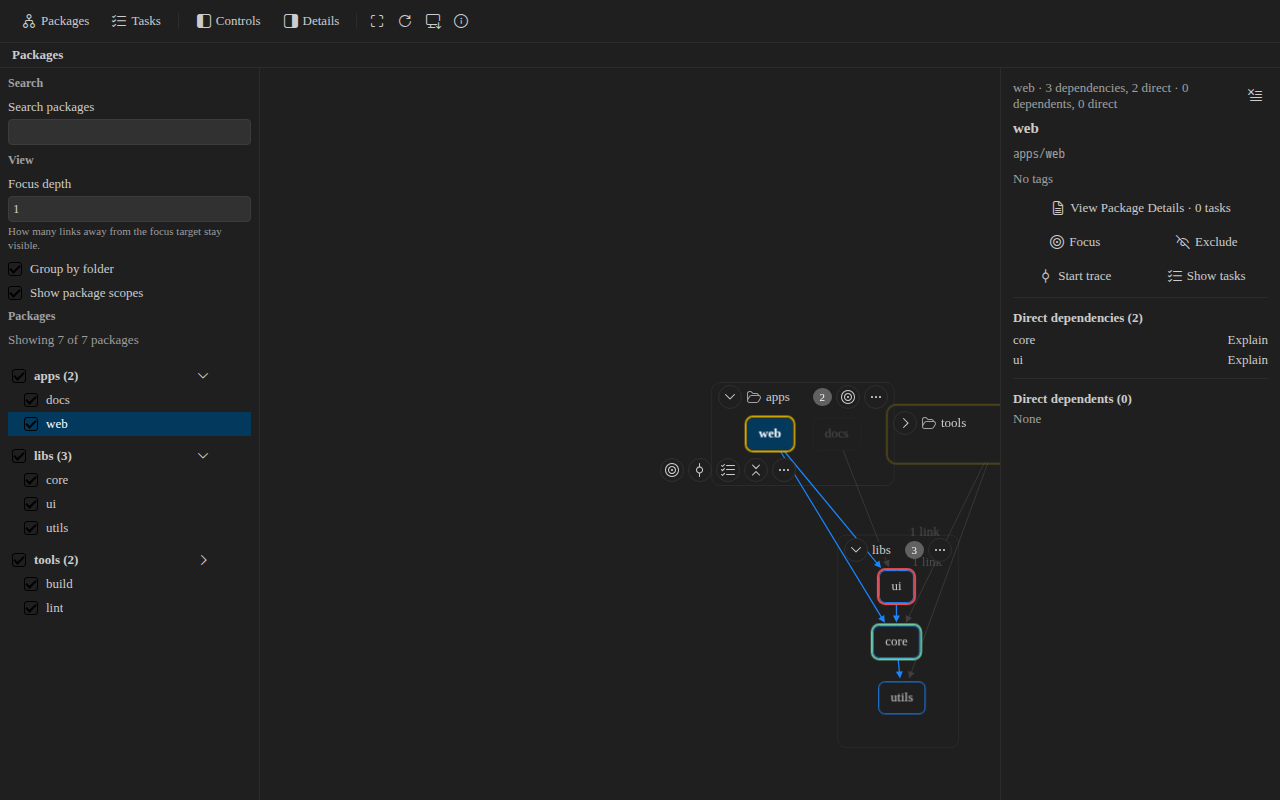 Packages
Tasks
Controls
Details
Packages
Search
Search packages
View
Focus depth
1
How many links away from the focus target stay
visible.
Group by folder
Show package scopes
Packages
Showing 7 of 7 packages
apps (2)
docs
web
libs (3)
core
ui
utils
tools (2)
build
lint
apps
2
web
docs
tools
1 link
libs
3
1 link
ui
core
utils
web · 3 dependencies, 2 direct · 0
dependents, 0 direct
web
apps/web
No tags
View Package Details · 0 tasks
Focus
Exclude
Start trace
Show tasks
Direct dependencies (2)
core
Explain
ui
Explain
Direct dependents (0)
None